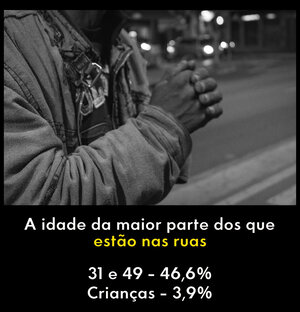 A idade da maior parte dos que
estão nas ruas
31 e 49 - 46,6%
Crianças - 3,9%